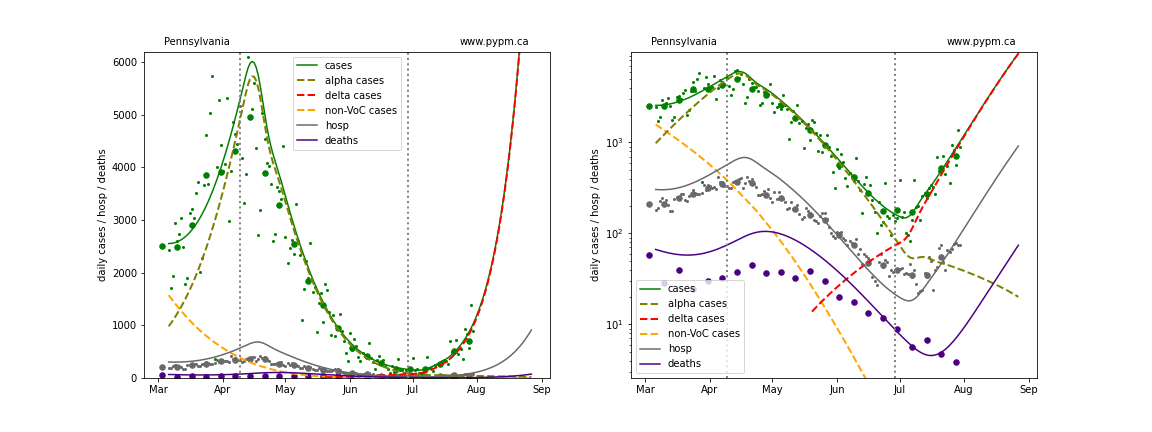 Pennsylvania
www.pypm.ca
daily cases / hosp / deaths
6000
5000
4000
3000
2000
1000
0
cases
alpha cases
delta cases
non-VoC cases
hosp
deaths
Mar
Apr
May
Jun
Jul
Aug
Sep
Pennsylvania
www.pypm.ca
daily cases / hosp / deaths
10³
10²
10¹
cases
alpha cases
delta cases
non-VoC cases
hosp
deaths
Mar
Apr
May
Jun
Jul
Aug
Sep